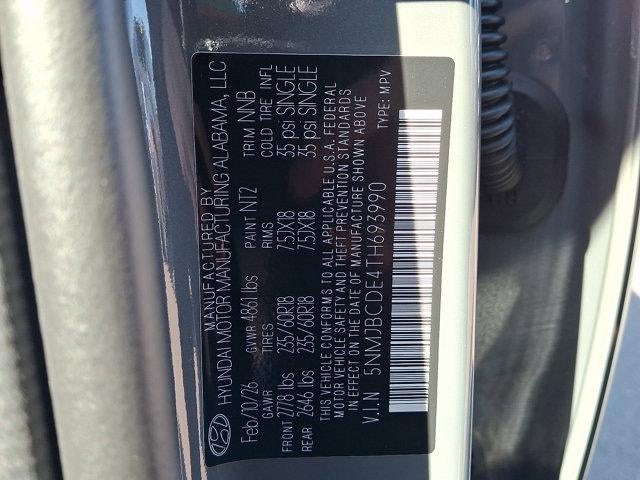 MANUFACTURED BY
HYUNDAI MOTOR MANUFACTURING ALABAMA, LLC
Feb/10/26 GVWR 4861 lbs PAINT NT2 TRIM NNB
GAWR TIRES RIMS COLD TIRE INFL
FRONT 2778 lbs 235/60R18 7.5JX18 35 psi SINGLE
REAR 2646 lbs 235/60R18 7.5JX18 35 psi SINGLE
THIS VEHICLE CONFORMS TO ALL APPLICABLE U.S.A. FEDERAL
MOTOR VEHICLE SAFETY AND THEFT PREVENTION STANDARDS
IN EFFECT ON THE DATE OF MANUFACTURE SHOWN ABOVE
V.I.N 5NMJBCDE4TH693990 TYPE: MPV